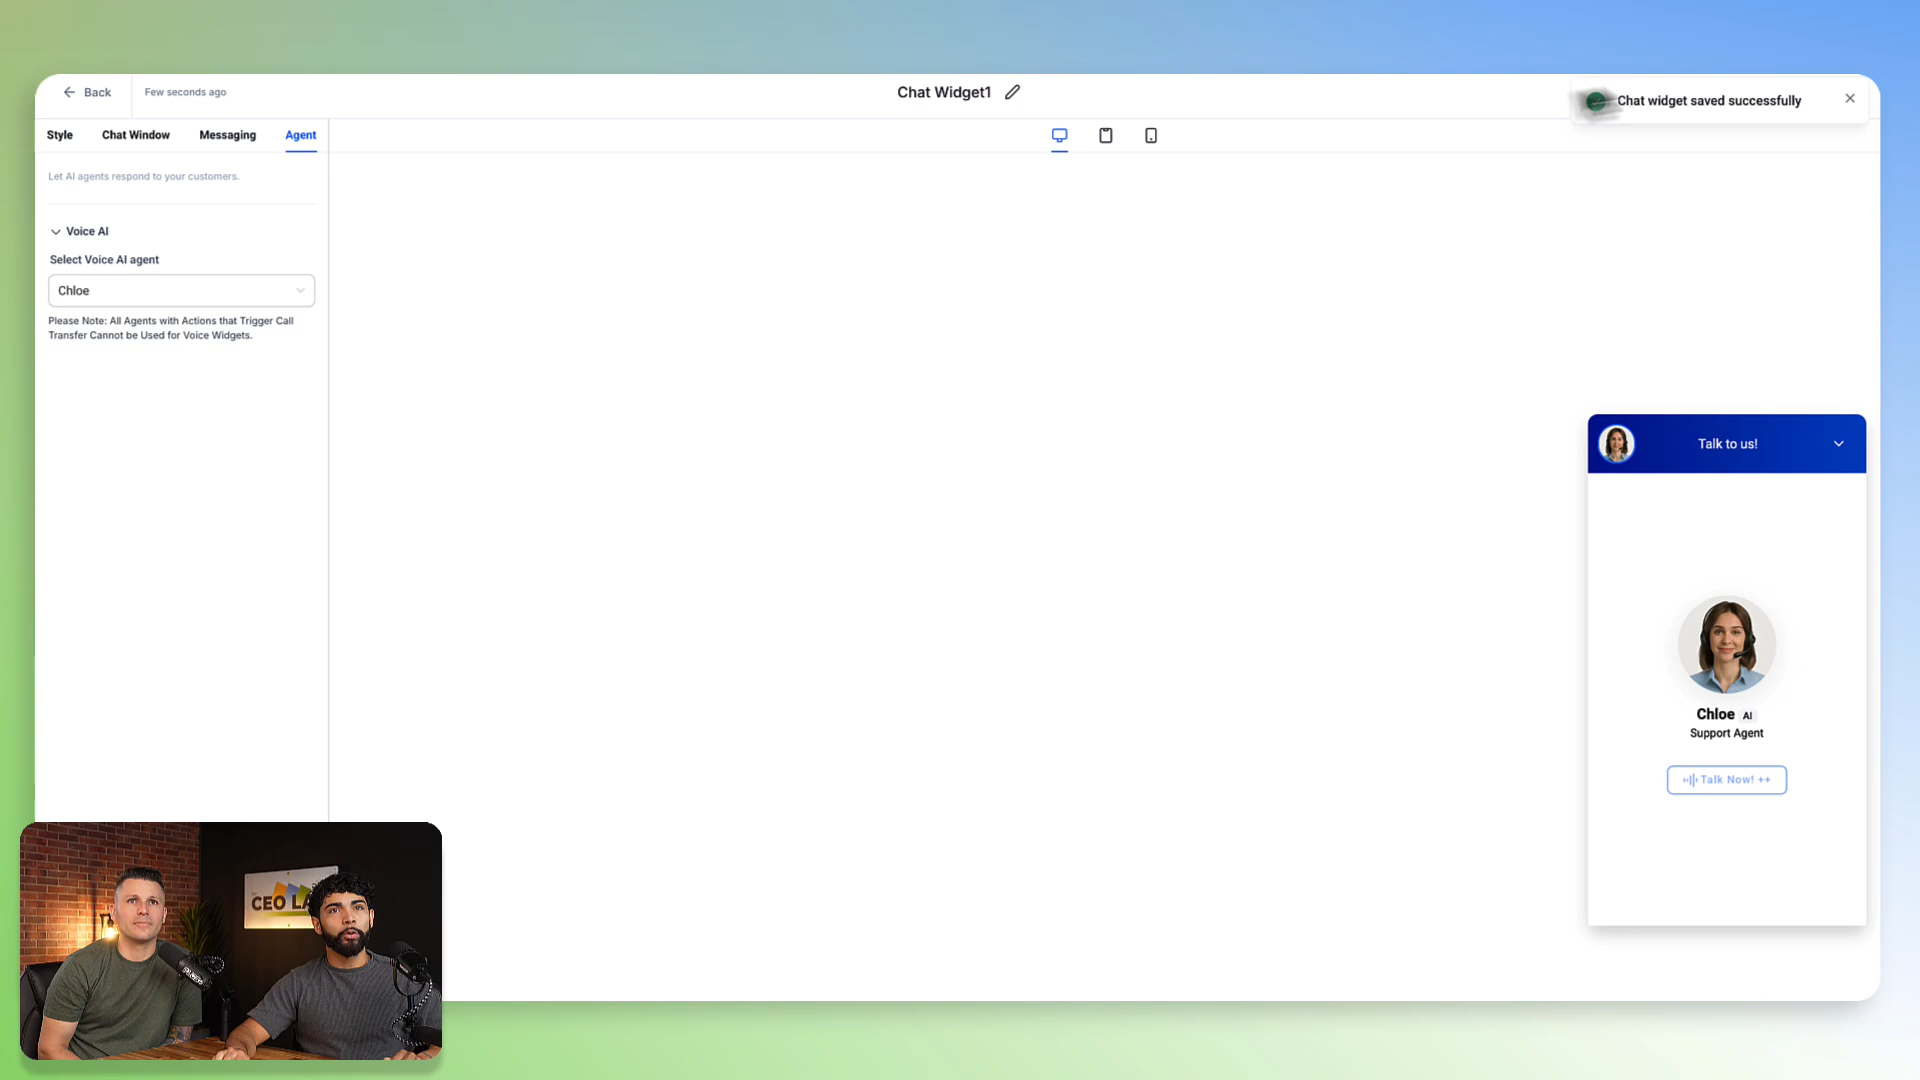 Back
Few seconds ago
Chat Widget1
Chat widget saved successfully
Style
Chat Window
Messaging
Agent
Let AI agents respond to your customers.
Voice AI
Select Voice AI agent
Chloe
Please Note: All Agents with Actions that Trigger Call
Transfer Cannot be Used for Voice Widgets.
Talk to us!
Chloe AI
Support Agent
Talk Now! ++
CEO LA